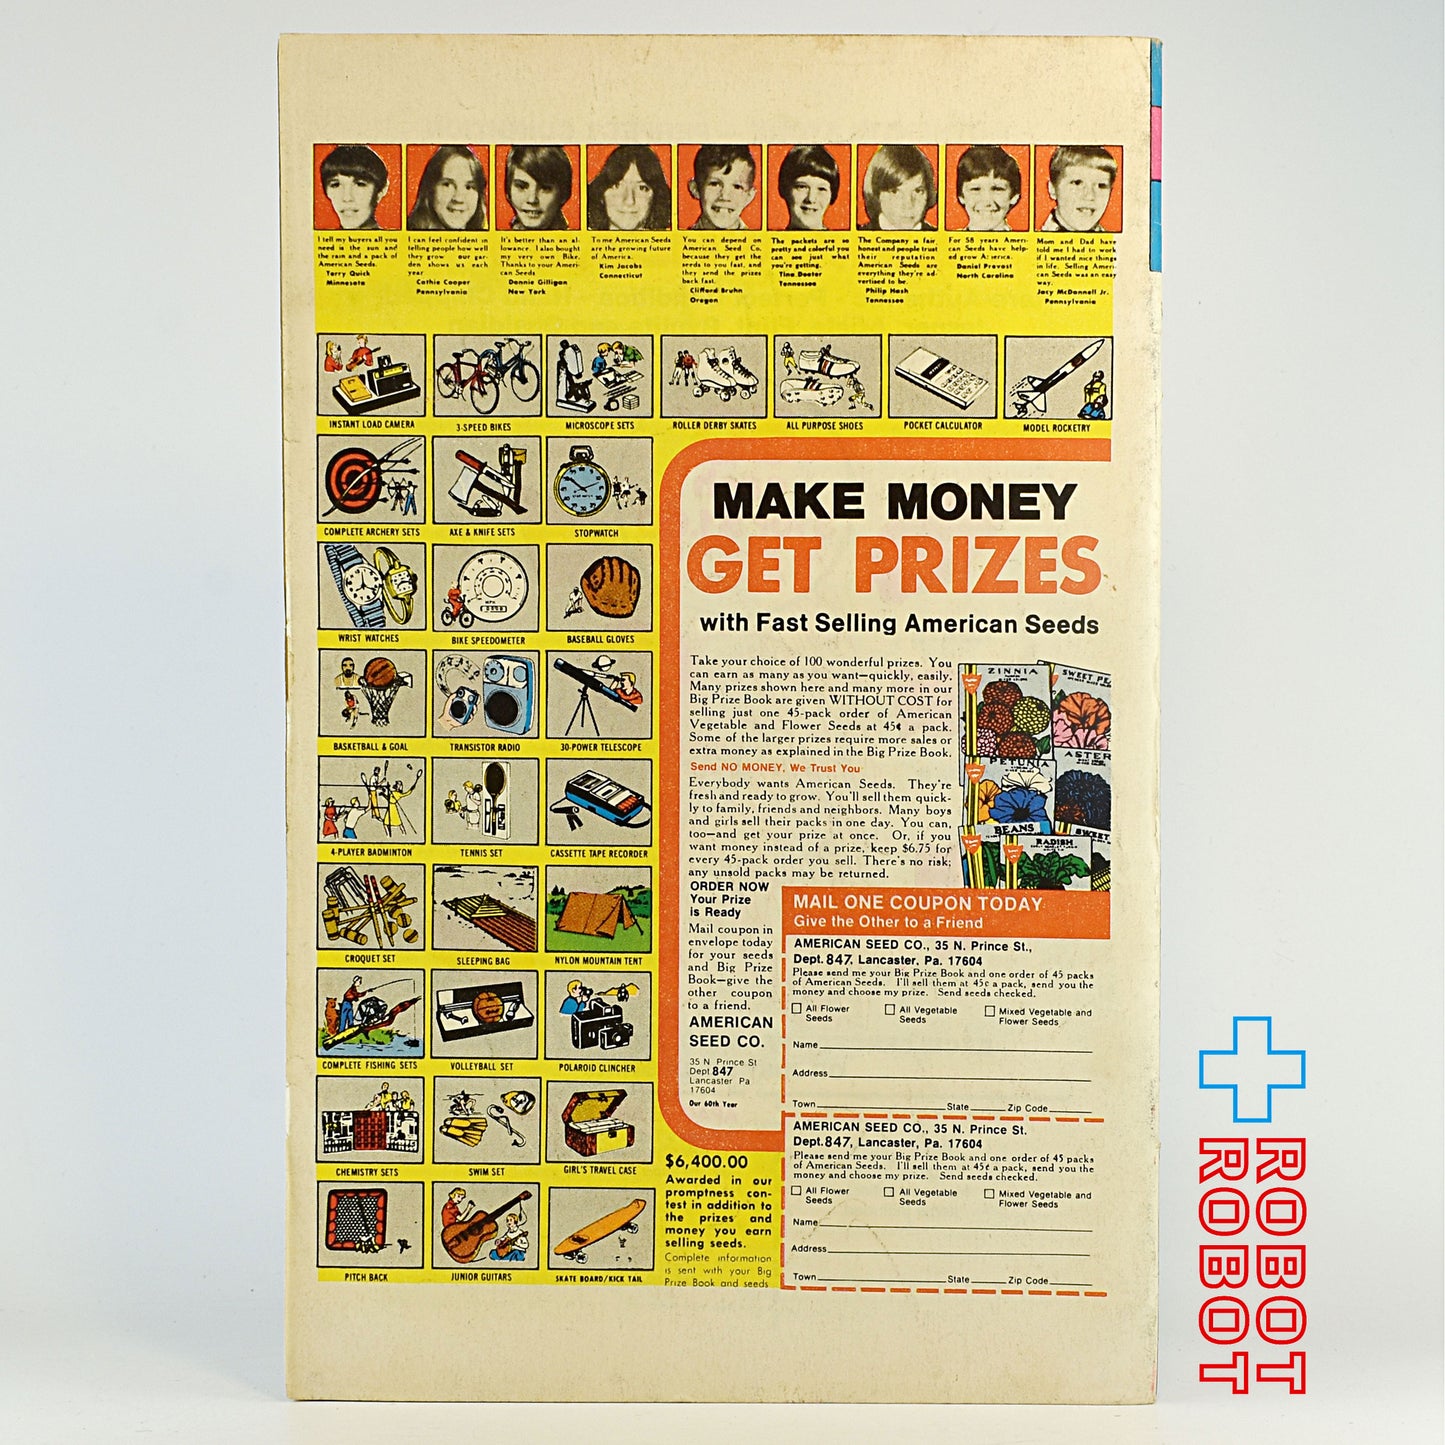 I tell my buyers all you
need is the sun and
the rain and a pack of
American Seeds.
Terry Quick
Minnesota
I can feel confident in
telling people how well
they grow our gar-
den shows us each
year
Cathie Cooper
Pennsylvania
It's better than an al-
lowance. I also bought
my very own Bike.
Thanks to your Ameri-
can Seeds
Donnie Gilligan
New York
To me American Seeds
are the growing future
of America.
Kim Jacobs
Connecticut
You can depend on
American Seed Co.
because they get the
seeds to you fast, and
they send the prizes
back fast.
Clifford Bruhn
Oregon
The packets are so
pretty and colorful you
can see just what
you're getting.
Tina Deeter
Tennessee
The Company is fair,
honest and people trust
their reputation
American Seeds are
everything they're ad-
vertised to be.
Philip Hash
Tennessee
For 58 years Ameri-
can Seeds have help-
ed grow America.
Daniel Provost
North Carolina
Mom and Dad have
told me I had to work
if I wanted nice things
in life. Selling Ameri-
can Seeds was an easy
way.
Jacy McDonnell Jr.
Pennsylvania
INSTANT LOAD CAMERA
3-SPEED BIKES
MICROSCOPE SETS
ROLLER DERBY SKATES
ALL PURPOSE SHOES
POCKET CALCULATOR
MODEL ROCKETRY
COMPLETE ARCHERY SETS
AXE & KNIFE SETS
STOPWATCH
WRIST WATCHES
BIKE SPEEDOMETER
BASEBALL GLOVES
BASKETBALL & GOAL
TRANSISTOR RADIO
30-POWER TELESCOPE
4-PLAYER BADMINTON
TENNIS SET
CASSETTE TAPE RECORDER
CROQUET SET
SLEEPING BAG
NYLON MOUNTAIN TENT
COMPLETE FISHING SETS
VOLLEYBALL SET
POLAROID CLINCHER
CHEMISTRY SETS
SWIM SET
GIRL'S TRAVEL CASE
PITCH BACK
JUNIOR GUITARS
SKATE BOARD/KICK TAIL
MAKE MONEY
GET PRIZES
with Fast Selling American Seeds
Take your choice of 100 wonderful prizes. You
can earn as many as you want—quickly, easily.
Many prizes shown here and many more in our
Big Prize Book are given WITHOUT COST for
selling just one 45-pack order of American
Vegetable and Flower Seeds at 45¢ a pack.
Some of the larger prizes require more sales or
extra money as explained in the Big Prize Book.
Send NO MONEY, We Trust You
Everybody wants American Seeds. They're
fresh and ready to grow. You'll sell them quick-
ly to family, friends and neighbors. Many boys
and girls sell their packs in one day. You can,
too—and get your prize at once. Or, if you
want money instead of a prize, keep $6.75 for
every 45-pack order you sell. There's no risk;
any unsold packs may be returned.
ZINNIA
SWEET PE
ASTER
PETUNIA
BEANS
SWEET
RADISH
ORDER NOW
Your Prize
is Ready
Mail coupon in
envelope today
for your seeds
and Big Prize
Book—give the
other coupon
to a friend.
AMERICAN
SEED CO.
35 N Prince St
Dept 847
Lancaster Pa
17604
Our 60th Year
$6,400.00
Awarded in our
promptness con-
test in addition to
the prizes and
money you earn
selling seeds.
Complete information
is sent with your Big
Prize Book and seeds
MAIL ONE COUPON TODAY
Give the Other to a Friend
AMERICAN SEED CO., 35 N. Prince St.,
Dept. 847, Lancaster, Pa. 17604
Please send me your Big Prize Book and one order of 45 packs
of American Seeds. I'll sell them at 45¢ a pack, send you the
money and choose my prize. Send seeds checked.
All Flower Seeds
All Vegetable Seeds
Mixed Vegetable and Flower Seeds
Name
Address
Town State Zip Code
AMERICAN SEED CO., 35 N. Prince St.
Dept. 847, Lancaster, Pa. 17604
Please send me your Big Prize Book and one order of 45 packs
of American Seeds. I'll sell them at 45¢ a pack, send you the
money and choose my prize. Send seeds checked.
All Flower Seeds
All Vegetable Seeds
Mixed Vegetable and Flower Seeds
Name
Address
Town State Zip Code
ROBOT
ROBOT